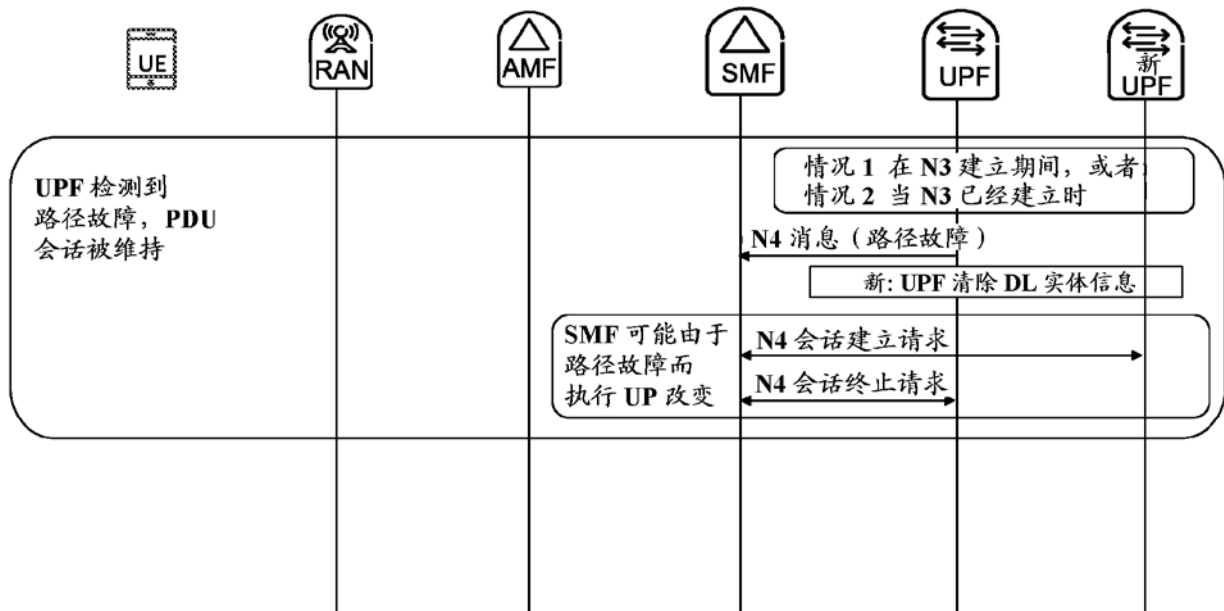 UE
RAN
AMF
SMF
UPF
新
UPF
情况 1 在 N3 建立期间，或者：
情况 2 当 N3 已经建立时
UPF 检测到
路径故障，PDU
会话被维持
N4 消息（路径故障）
新: UPF 清除 DL 实体信息
SMF 可能由于
路径故障而
执行 UP 改变
N4 会话建立请求
N4 会话终止请求